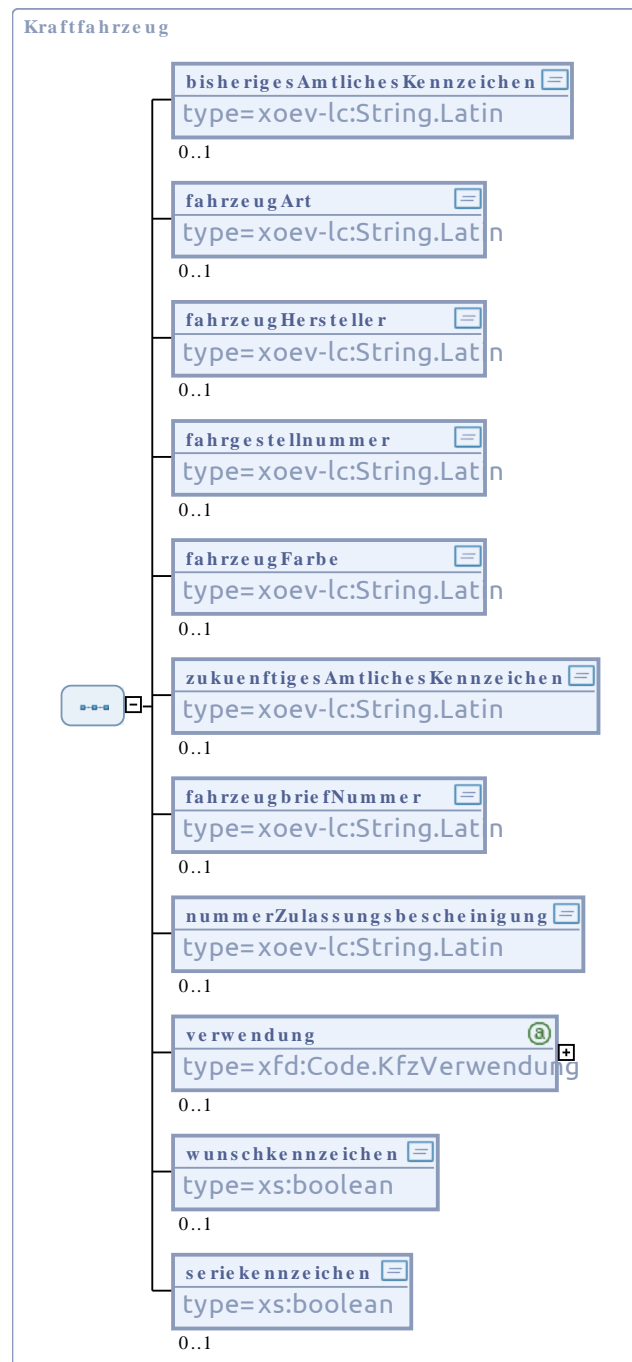 Kraftfahrzeug
bisherigesAmtlichesKennzeichen
type=xoev-lc:String.Latin
0..1
fahrzeugArt
type=xoev-lc:String.Latin
0..1
fahrzeugHersteller
type=xoev-lc:String.Latin
0..1
fahrgestellnummer
type=xoev-lc:String.Latin
0..1
fahrzeugFarbe
type=xoev-lc:String.Latin
0..1
zukuenftigesAmtlichesKennzeichen
type=xoev-lc:String.Latin
0..1
fahrzeugbriefNummer
type=xoev-lc:String.Latin
0..1
nummerZulassungsbescheinigung
type=xoev-lc:String.Latin
0..1
verwendung a
type=xfd:Code.KfzVerwendung
0..1
wunschkennzeichen
type=xs:boolean
0..1
seriekennzeichen
type=xs:boolean
0..1